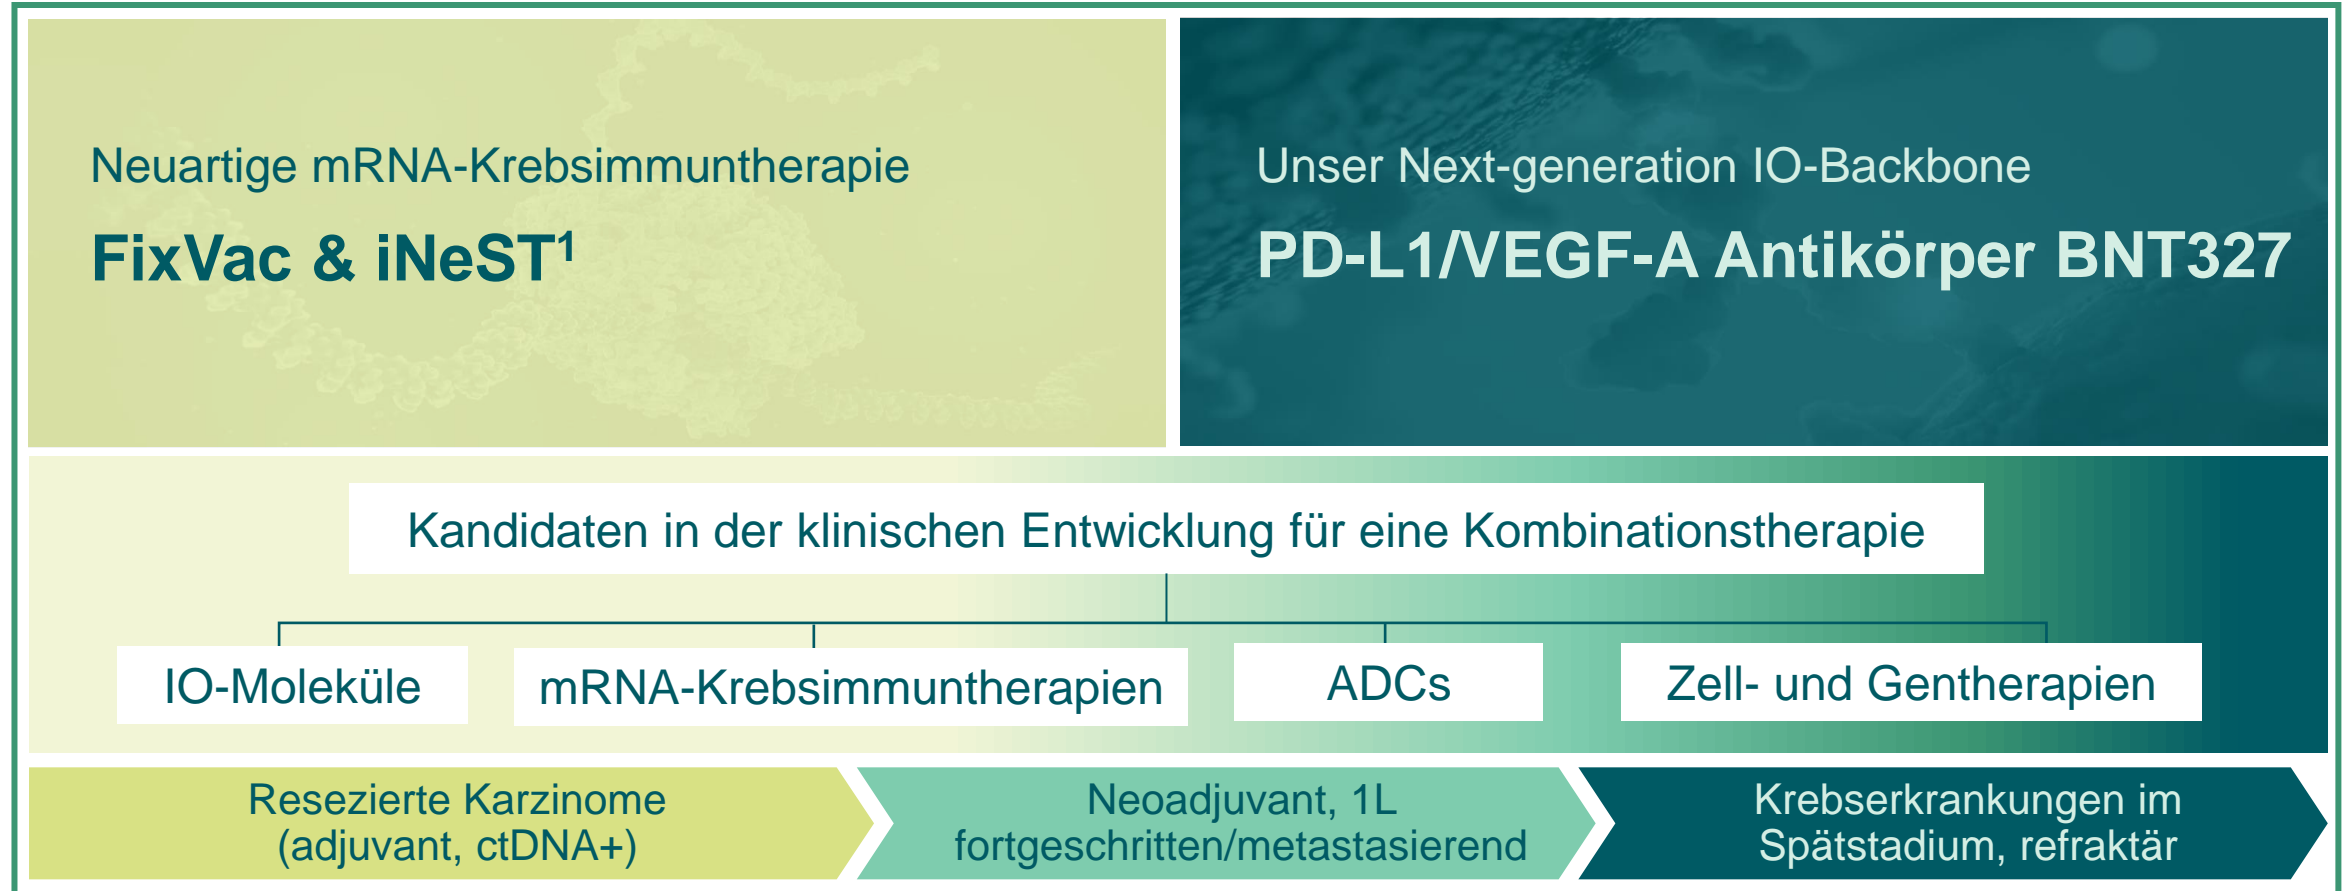 Neuartige mRNA-Krebsimmuntherapie
FixVac & iNeST¹
Unser Next-generation IO-Backbone
PD-L1/VEGF-A Antikörper BNT327
Kandidaten in der klinischen Entwicklung für eine Kombinationstherapie
IO-Moleküle
mRNA-Krebsimmuntherapien
ADCs
Zell- und Gentherapien
Resezierte Karzinome
(adjuvant, ctDNA+)
Neoadjuvant, 1L
fortgeschritten/metastasierend
Krebserkrankungen im
Spätstadium, refraktär